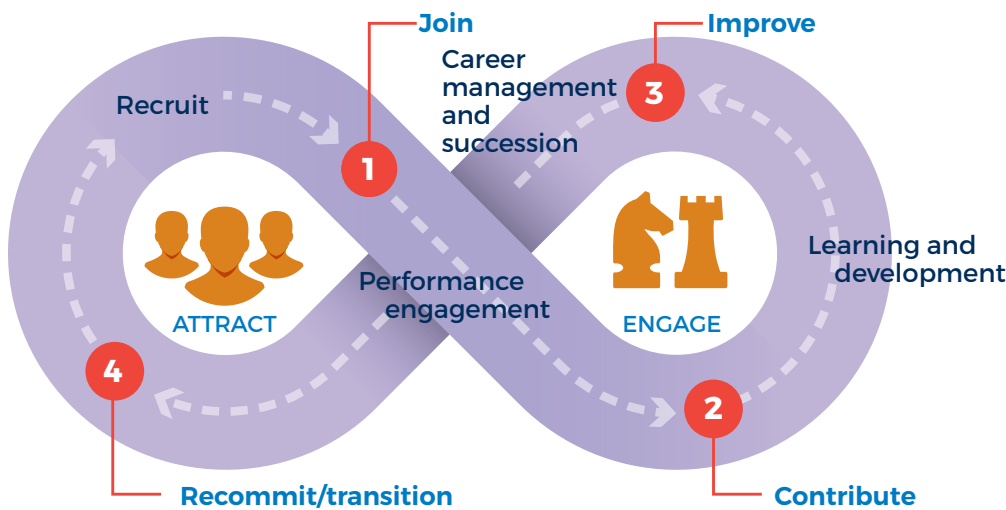 Join
Improve
Career
management
and
succession
Recruit
3
1
Learning and
development
Performance
engagement
ATTRACT
ENGAGE
4
2
Recommit/transition
Contribute